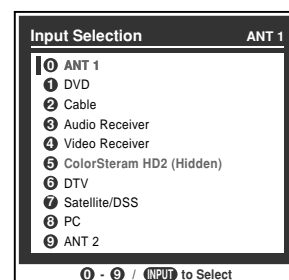 Input Selection ANT 1
0 ANT 1
1 DVD
2 Cable
3 Audio Receiver
4 Video Receiver
5 ColorSteram HD2 (Hidden)
6 DTV
7 Satellite/DSS
8 PC
9 ANT 2
0 - 9 / INPUT to Select